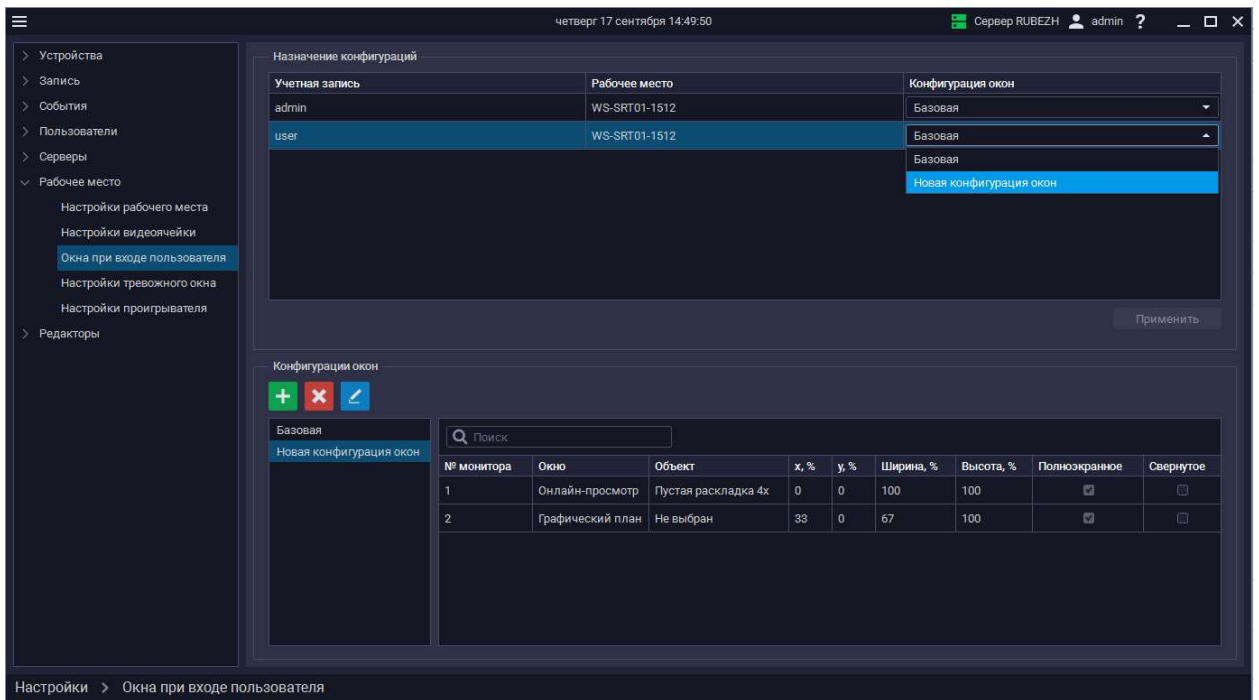 четверг 17 сентября 14:49:50 Сервер RUBEZH admin ?
Устройства
Запись
События
Пользователи
Серверы
Рабочее место
Настройки рабочего места
Настройки видеоячейки
Окна при входе пользователя
Настройки тревожного окна
Настройки проигрывателя
Редакторы
Назначение конфигураций
Учетная запись Рабочее место Конфигурация окон
admin WS-SRT01-1512 Базовая
user WS-SRT01-1512 Базовая
Базовая
Новая конфигурация окон
Применить
Конфигурации окон
Базовая
Новая конфигурация окон
Поиск
№ монитора Окно Объект x, % y, % Ширина, % Высота, % Полноэкранное Свернутое
1 Онлайн-просмотр Пустая раскладка 4x 0 0 100 100
2 Графический план Не выбран 33 0 67 100
Настройки > Окна при входе пользователя